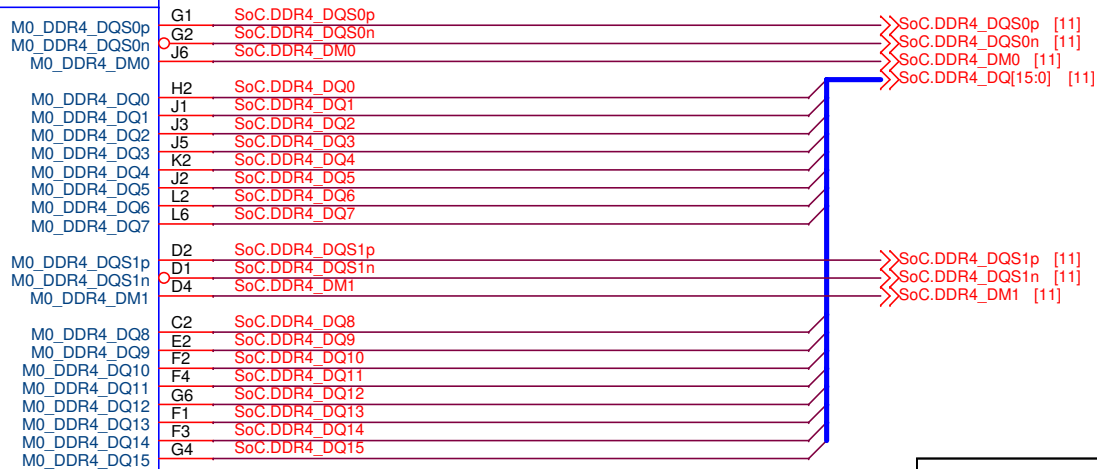 M0_DDR4_DQS0p G1 SoC.DDR4_DQS0p SoC.DDR4_DQS0p [11]
M0_DDR4_DQS0n G2 SoC.DDR4_DQS0n SoC.DDR4_DQS0n [11]
M0_DDR4_DM0 J6 SoC.DDR4_DM0 SoC.DDR4_DM0 [11]
SoC.DDR4_DQ[15:0] [11]
M0_DDR4_DQ0 H2 SoC.DDR4_DQ0
M0_DDR4_DQ1 J1 SoC.DDR4_DQ1
M0_DDR4_DQ2 J3 SoC.DDR4_DQ2
M0_DDR4_DQ3 J5 SoC.DDR4_DQ3
M0_DDR4_DQ4 K2 SoC.DDR4_DQ4
M0_DDR4_DQ5 J2 SoC.DDR4_DQ5
M0_DDR4_DQ6 L2 SoC.DDR4_DQ6
M0_DDR4_DQ7 L6 SoC.DDR4_DQ7
M0_DDR4_DQS1p D2 SoC.DDR4_DQS1p SoC.DDR4_DQS1p [11]
M0_DDR4_DQS1n D1 SoC.DDR4_DQS1n SoC.DDR4_DQS1n [11]
M0_DDR4_DM1 D4 SoC.DDR4_DM1 SoC.DDR4_DM1 [11]
M0_DDR4_DQ8 C2 SoC.DDR4_DQ8
M0_DDR4_DQ9 E2 SoC.DDR4_DQ9
M0_DDR4_DQ10 F2 SoC.DDR4_DQ10
M0_DDR4_DQ11 F4 SoC.DDR4_DQ11
M0_DDR4_DQ12 G6 SoC.DDR4_DQ12
M0_DDR4_DQ13 F1 SoC.DDR4_DQ13
M0_DDR4_DQ14 F3 SoC.DDR4_DQ14
M0_DDR4_DQ15 G4 SoC.DDR4_DQ15